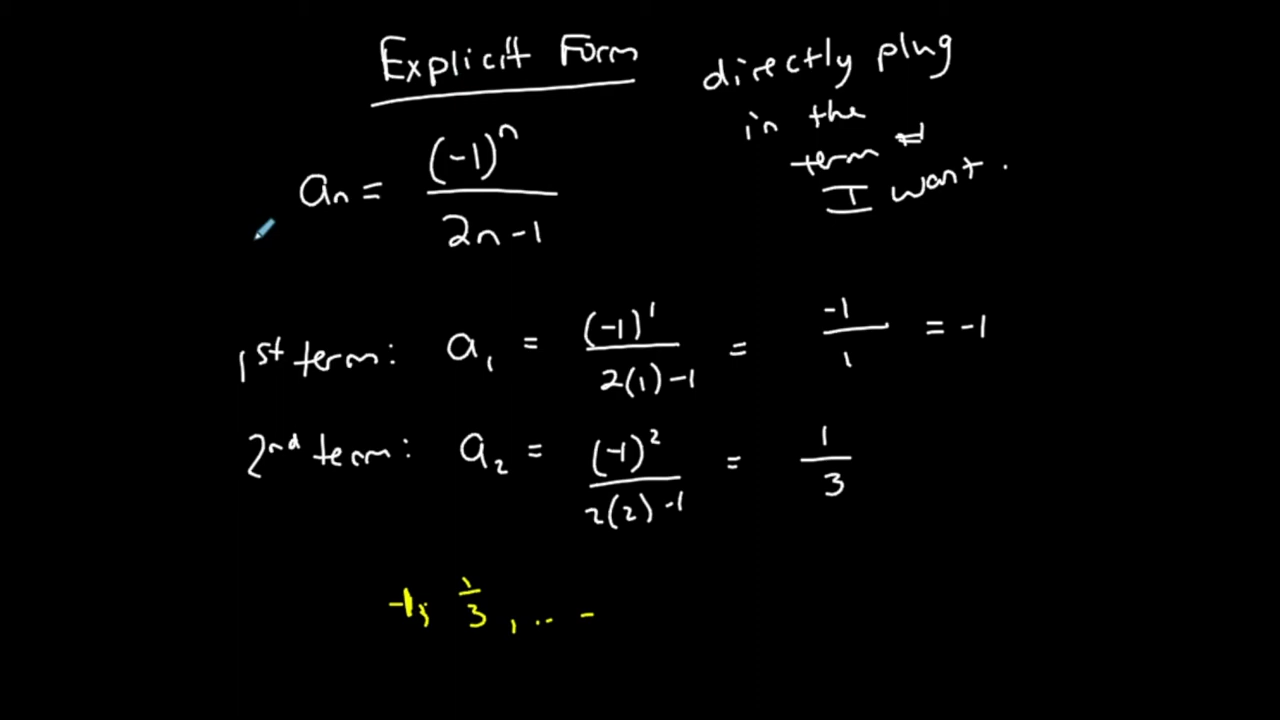 Explicit Form
directly plug
in the
term #
I want.
aₙ = (-1)ⁿ / 2n-1
1st term: a₁ = (-1)¹ / 2(1)-1 = -1/1 = -1
2nd term: a₂ = (-1)² / 2(2)-1 = 1/3
-1, 1/3, ...